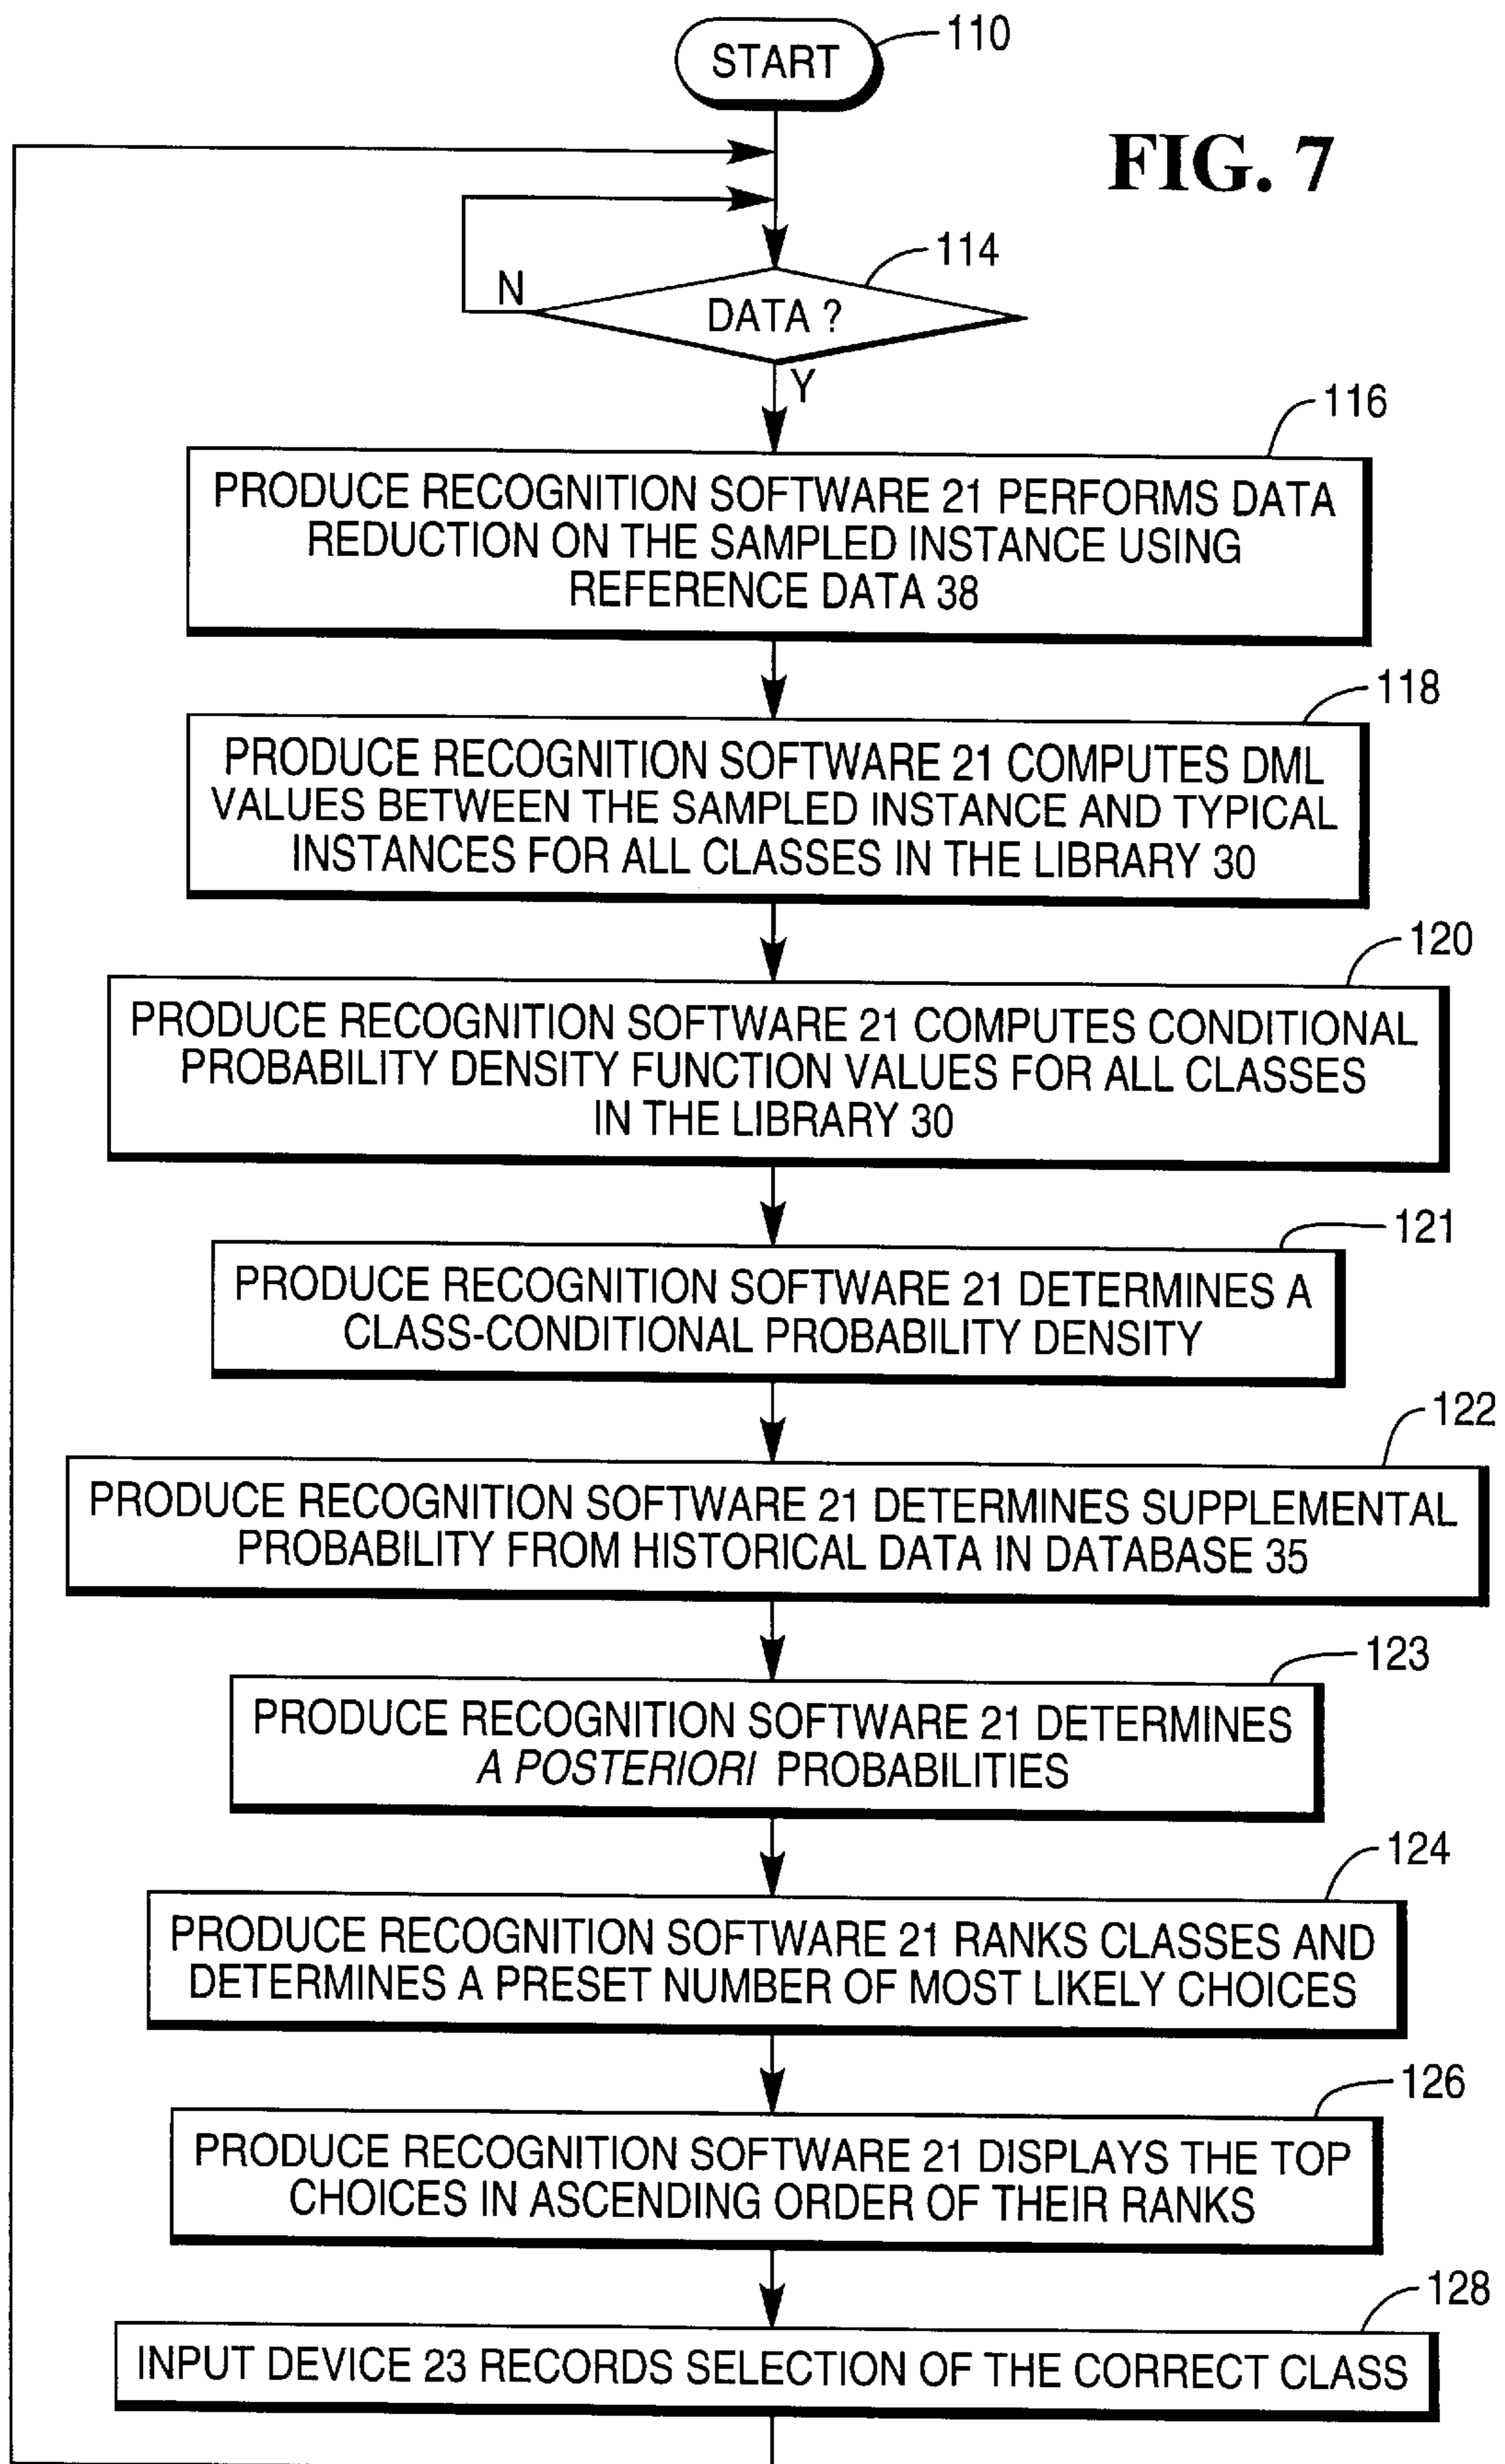 START
110
FIG. 7
114
N
DATA ?
Y
116
PRODUCE RECOGNITION SOFTWARE 21 PERFORMS DATA
REDUCTION ON THE SAMPLED INSTANCE USING
REFERENCE DATA 38
118
PRODUCE RECOGNITION SOFTWARE 21 COMPUTES DML
VALUES BETWEEN THE SAMPLED INSTANCE AND TYPICAL
INSTANCES FOR ALL CLASSES IN THE LIBRARY 30
120
PRODUCE RECOGNITION SOFTWARE 21 COMPUTES CONDITIONAL
PROBABILITY DENSITY FUNCTION VALUES FOR ALL CLASSES
IN THE LIBRARY 30
121
PRODUCE RECOGNITION SOFTWARE 21 DETERMINES A
CLASS-CONDITIONAL PROBABILITY DENSITY
122
PRODUCE RECOGNITION SOFTWARE 21 DETERMINES SUPPLEMENTAL
PROBABILITY FROM HISTORICAL DATA IN DATABASE 35
123
PRODUCE RECOGNITION SOFTWARE 21 DETERMINES
A POSTERIORI PROBABILITIES
124
PRODUCE RECOGNITION SOFTWARE 21 RANKS CLASSES AND
DETERMINES A PRESET NUMBER OF MOST LIKELY CHOICES
126
PRODUCE RECOGNITION SOFTWARE 21 DISPLAYS THE TOP
CHOICES IN ASCENDING ORDER OF THEIR RANKS
128
INPUT DEVICE 23 RECORDS SELECTION OF THE CORRECT CLASS